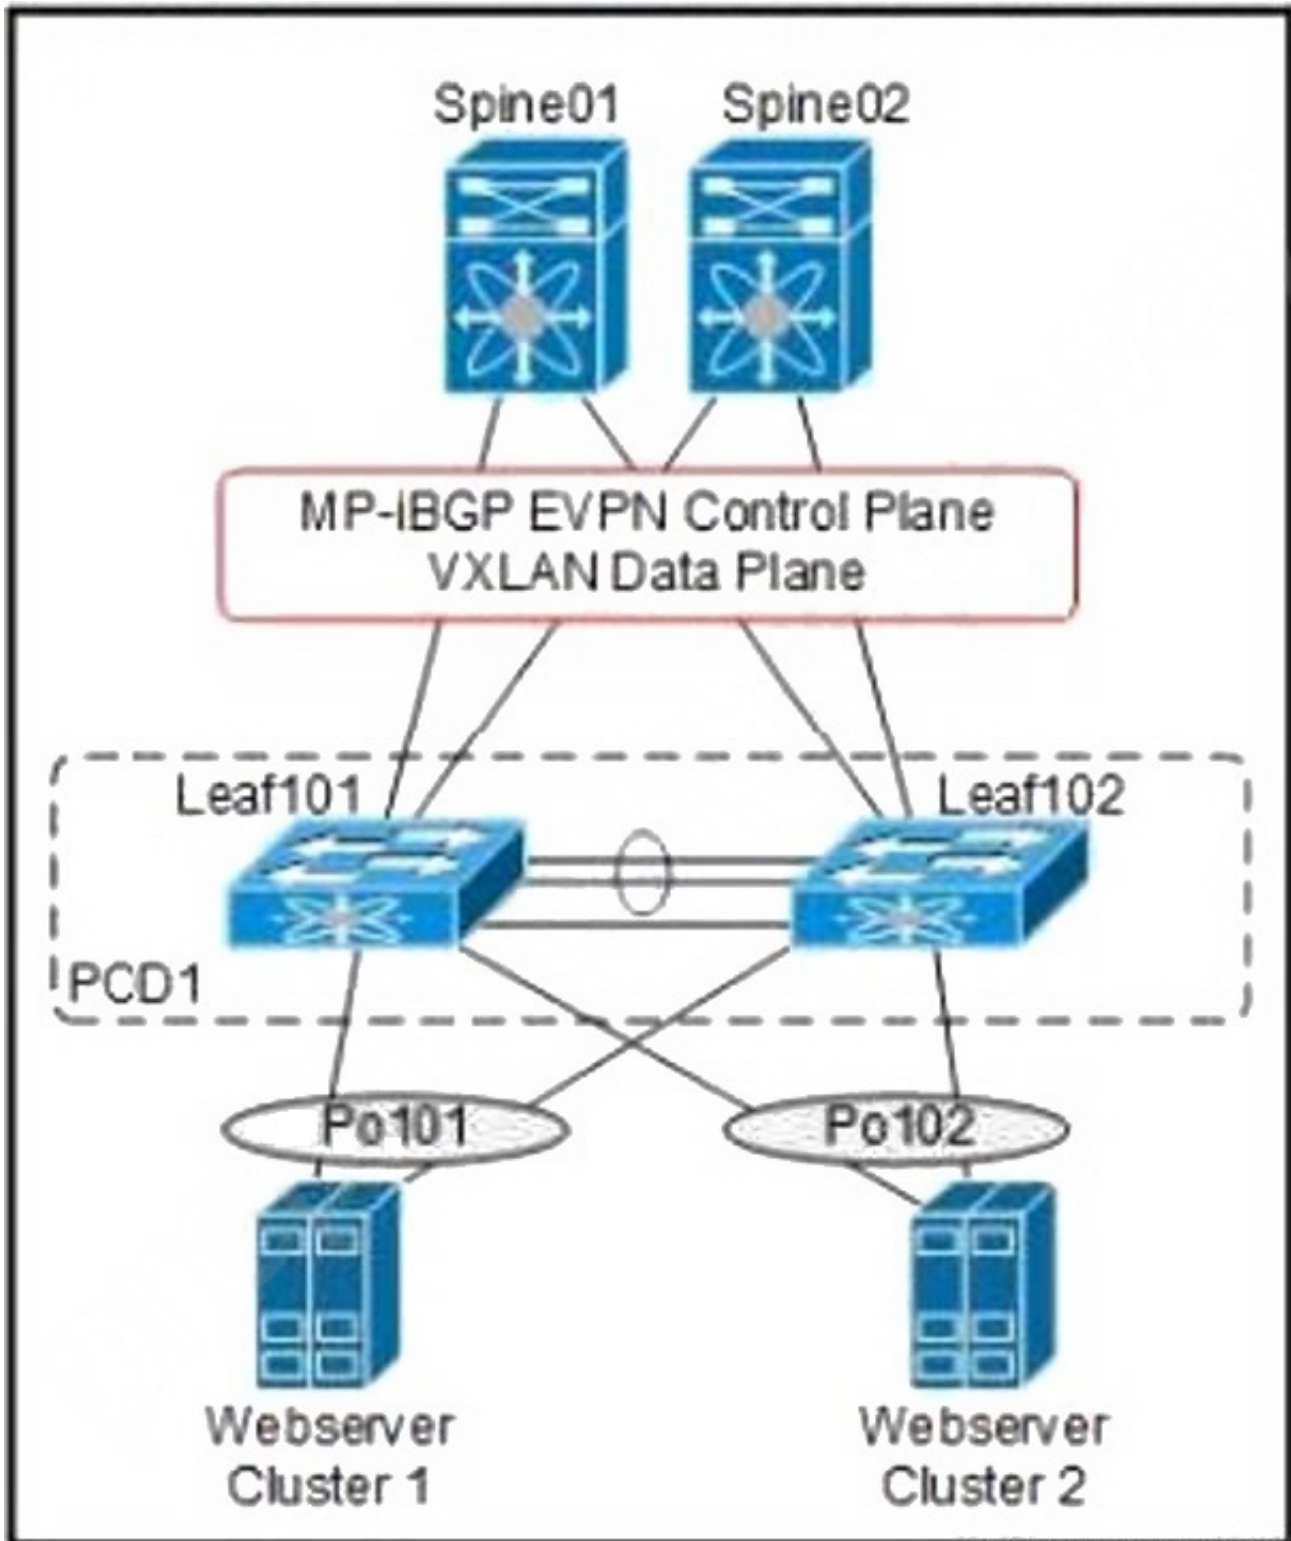 Spine01 Spine02
MP-iBGP EVPN Control Plane
VXLAN Data Plane
Leaf101 Leaf102
PCD1
Po101 Po102
Webserver Webserver
Cluster 1 Cluster 2